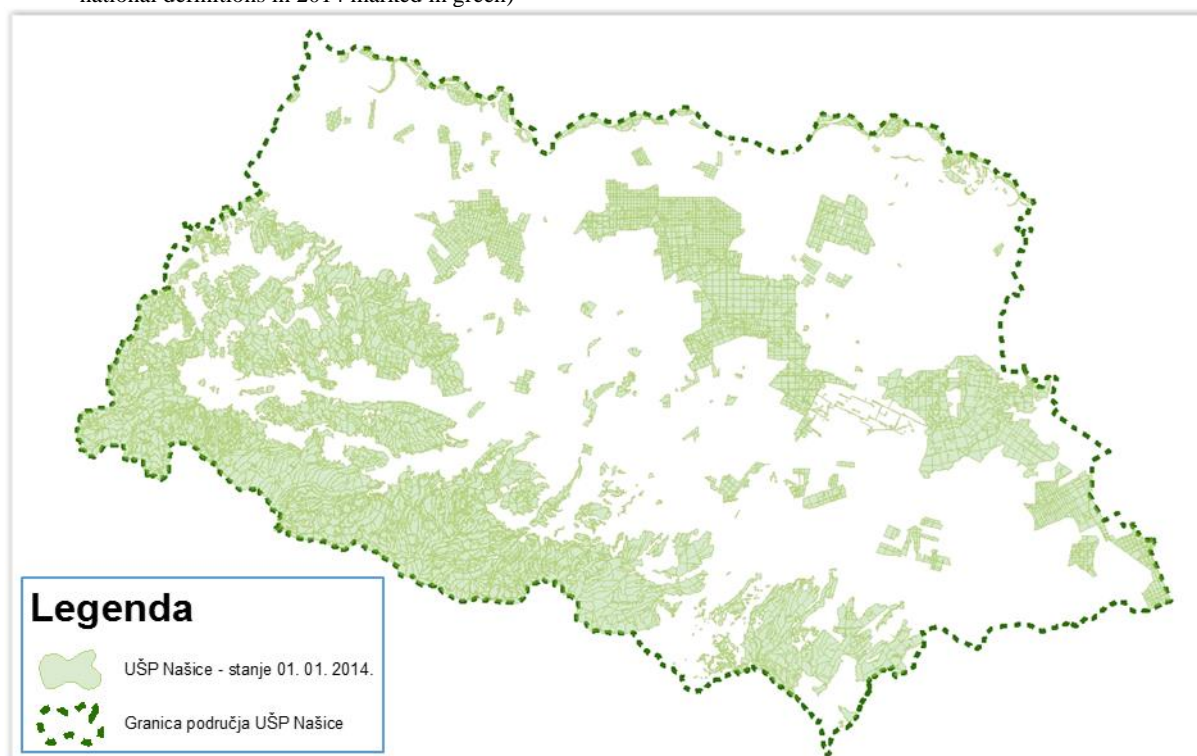 national definitions in 2014 marked in green)
Legenda
UŠP Našice - stanje 01. 01. 2014.
Granica područja UŠP Našice